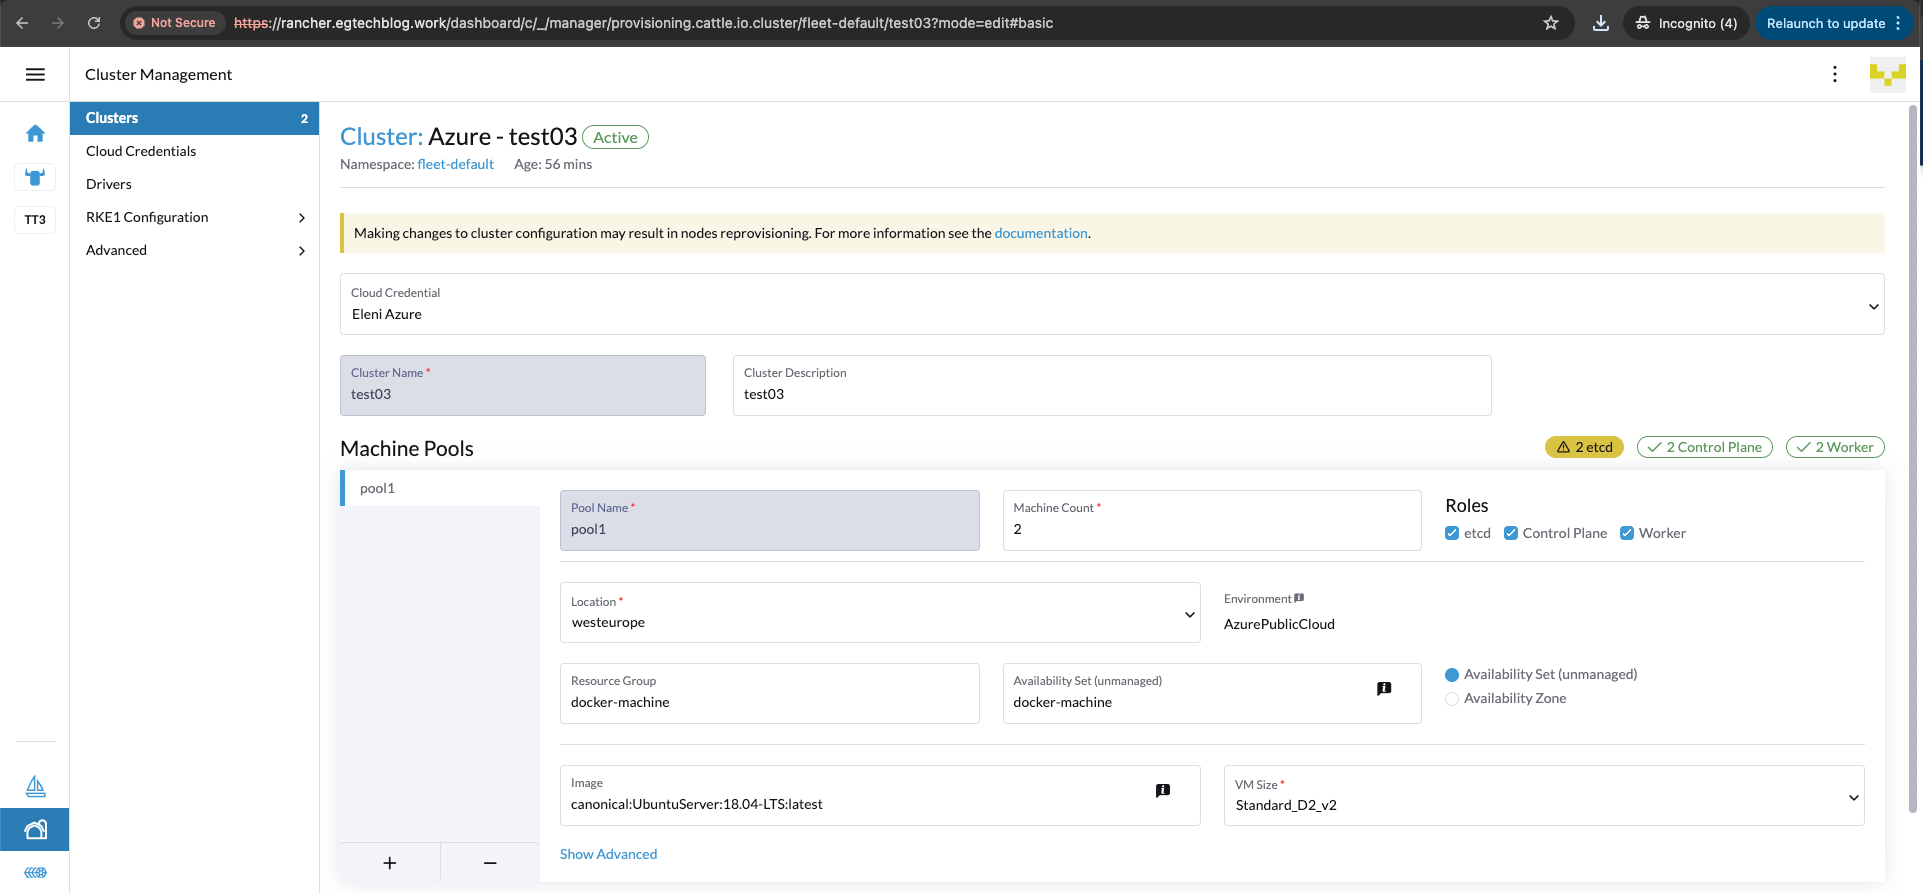 Not Secure https://rancher.egtechblog.work/dashboard/c/_/manager/provisioning.cattle.io.cluster/fleet-default/test03?mode=edit#basic Incognito (4) Relaunch to update
Cluster Management
TT3
Clusters 2
Cloud Credentials
Drivers
RKE1 Configuration
Advanced
Cluster: Azure - test03 Active
Namespace: fleet-default Age: 56 mins
Making changes to cluster configuration may result in nodes reprovisioning. For more information see the documentation.
Cloud Credential
Eleni Azure
Cluster Name *
test03
Cluster Description
test03
Machine Pools
2 etcd 2 Control Plane 2 Worker
pool1
Pool Name *
pool1
Machine Count *
2
Roles
etcd Control Plane Worker
Location *
westeurope
Environment
AzurePublicCloud
Resource Group
docker-machine
Availability Set (unmanaged)
docker-machine
Availability Set (unmanaged)
Availability Zone
Image
canonical:UbuntuServer:18.04-LTS:latest
VM Size *
Standard_D2_v2
Show Advanced
+ −